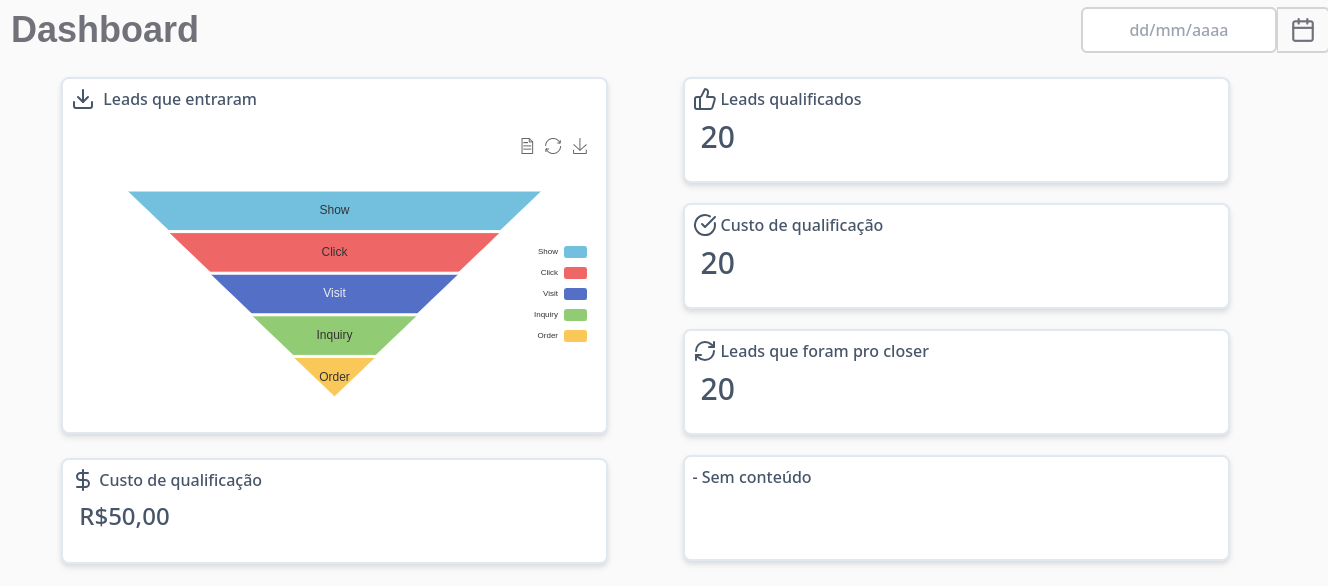 Dashboard
dd/mm/aaaa
Leads que entraram
Show
Click
Visit
Inquiry
Order
Show
Click
Visit
Inquiry
Order
Custo de qualificação
R$50,00
Leads qualificados
20
Custo de qualificação
20
Leads que foram pro closer
20
- Sem conteúdo